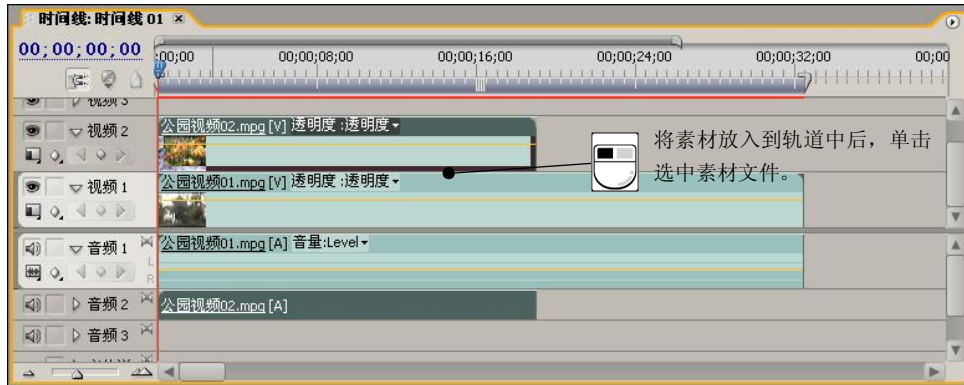 时间线: 时间线 01 ×
00;00;00;00
;00;00 00;00;08;00 00;00;16;00 00;00;24;00 00;00;32;00 00;00
视频 3
视频 2 公园视频02.mpg [V] 透明度 :透明度
将素材放入到轨道中后，单击
选中素材文件。
视频 1 公园视频01.mpg [V] 透明度 :透明度
音频 1 公园视频01.mpg [A] 音量:Level
L
R
音频 2 公园视频02.mpg [A]
音频 3